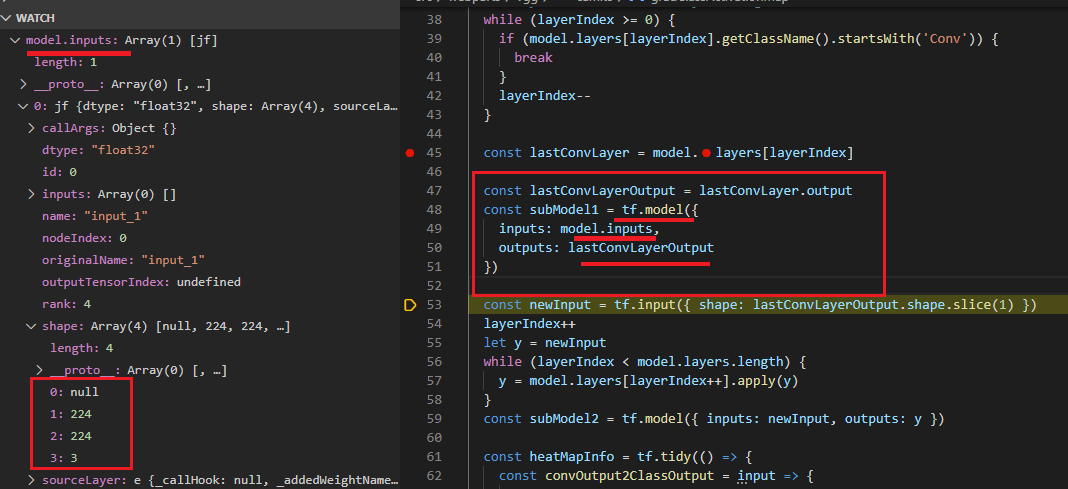 WATCH
model.inputs: Array(1) [jf]
length: 1
__proto__: Array(0) [, …]
0: jf {dtype: "float32", shape: Array(4), sourceLa…
callArgs: Object {}
dtype: "float32"
id: 0
inputs: Array(0) []
name: "input_1"
nodeIndex: 0
originalName: "input_1"
outputTensorIndex: undefined
rank: 4
shape: Array(4) [null, 224, 224, …]
length: 4
__proto__: Array(0) [, …]
0: null
1: 224
2: 224
3: 3
sourceLayer: e {_callHook: null, _addedWeightName…
38 while (layerIndex >= 0) {
39 if (model.layers[layerIndex].getClassName().startsWith('Conv')) {
40 break
41 }
42 layerIndex--
43 }
44
45 const lastConvLayer = model. layers[layerIndex]
46
47 const lastConvLayerOutput = lastConvLayer.output
48 const subModel1 = tf.model({
49 inputs: model.inputs,
50 outputs: lastConvLayerOutput
51 })
52
53 const newInput = tf.input({ shape: lastConvLayerOutput.shape.slice(1) })
54 layerIndex++
55 let y = newInput
56 while (layerIndex < model.layers.length) {
57 y = model.layers[layerIndex++].apply(y)
58 }
59 const subModel2 = tf.model({ inputs: newInput, outputs: y })
60
61 const heatMapInfo = tf.tidy(() => {
62 const convOutput2ClassOutput = input => {